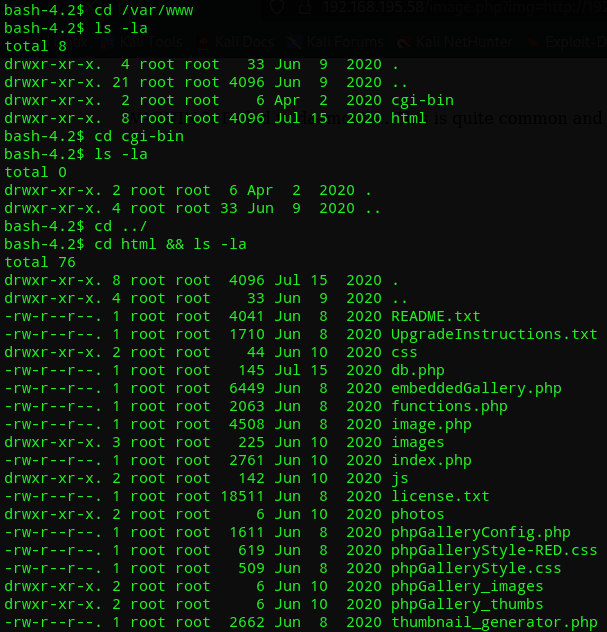 bash-4.2$ cd /var/www
bash-4.2$ ls -la
total 8
drwxr-xr-x.  4 root root   33 Jun  9  2020 .
drwxr-xr-x. 21 root root 4096 Jun  9  2020 ..
drwxr-xr-x.  2 root root    6 Apr  2  2020 cgi-bin
drwxr-xr-x.  8 root root 4096 Jul 15  2020 html
bash-4.2$ cd cgi-bin
bash-4.2$ ls -la
total 0
drwxr-xr-x. 2 root root  6 Apr  2  2020 .
drwxr-xr-x. 4 root root 33 Jun  9  2020 ..
bash-4.2$ cd ../
bash-4.2$ cd html && ls -la
total 76
drwxr-xr-x. 8 root root  4096 Jul 15  2020 .
drwxr-xr-x. 4 root root    33 Jun  9  2020 ..
-rw-r--r--. 1 root root  4041 Jun  8  2020 README.txt
-rw-r--r--. 1 root root  1710 Jun  8  2020 UpgradeInstructions.txt
drwxr-xr-x. 2 root root    44 Jun 10  2020 css
-rw-r--r--. 1 root root   145 Jul 15  2020 db.php
-rw-r--r--. 1 root root  6449 Jun  8  2020 embeddedGallery.php
-rw-r--r--. 1 root root  2063 Jun  8  2020 functions.php
-rw-r--r--. 1 root root  4508 Jun  8  2020 image.php
drwxr-xr-x. 3 root root   225 Jun 10  2020 images
-rw-r--r--. 1 root root  2761 Jun 10  2020 index.php
drwxr-xr-x. 2 root root   142 Jun 10  2020 js
-rw-r--r--. 1 root root 18511 Jun  8  2020 license.txt
drwxr-xr-x. 2 root root     6 Jun 10  2020 photos
-rw-r--r--. 1 root root  1611 Jun  8  2020 phpGalleryConfig.php
-rw-r--r--. 1 root root   619 Jun  8  2020 phpGalleryStyle-RED.css
-rw-r--r--. 1 root root   509 Jun  8  2020 phpGalleryStyle.css
drwxr-xr-x. 2 root root     6 Jun 10  2020 phpGallery_images
drwxr-xr-x. 2 root root     6 Jun 10  2020 phpGallery_thumbs
-rw-r--r--. 1 root root  2662 Jun  8  2020 thumbnail_generator.php